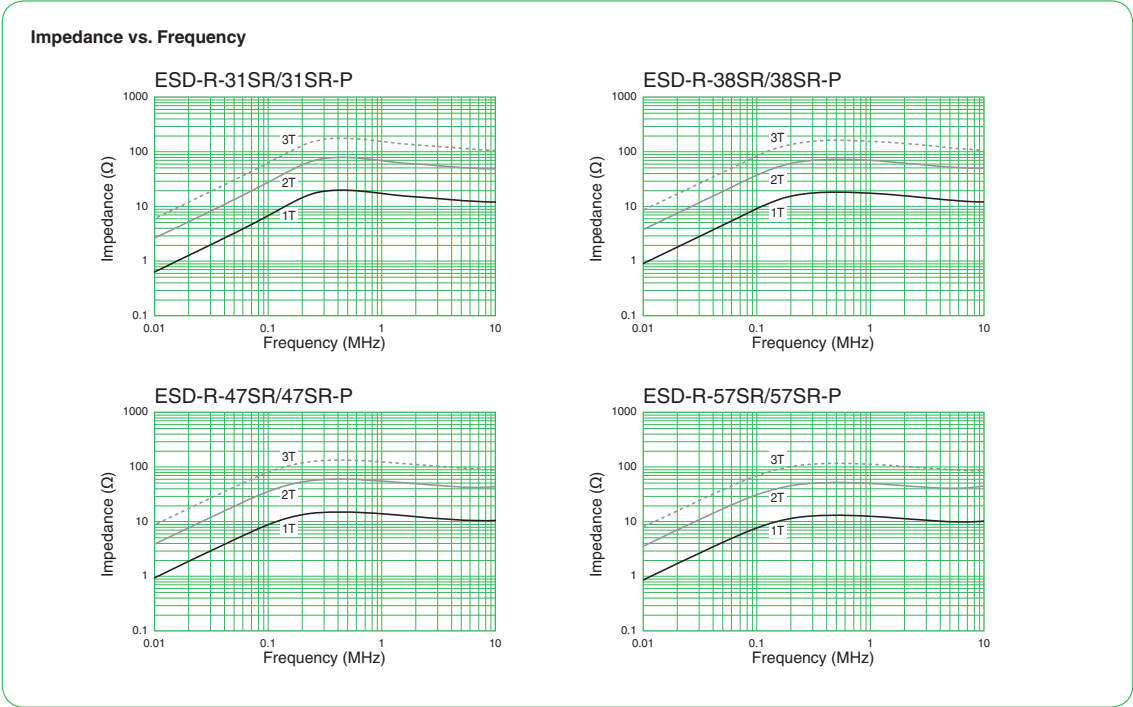 Impedance vs. Frequency
ESD-R-31SR/31SR-P
1000
100
10
1
0.1
Impedance (Ω)
3T
2T
1T
0.01
0.1
1
10
Frequency (MHz)
ESD-R-38SR/38SR-P
1000
100
10
1
0.1
Impedance (Ω)
3T
2T
1T
0.01
0.1
1
10
Frequency (MHz)
ESD-R-47SR/47SR-P
1000
100
10
1
0.1
Impedance (Ω)
3T
2T
1T
0.01
0.1
1
10
Frequency (MHz)
ESD-R-57SR/57SR-P
1000
100
10
1
0.1
Impedance (Ω)
3T
2T
1T
0.01
0.1
1
10
Frequency (MHz)